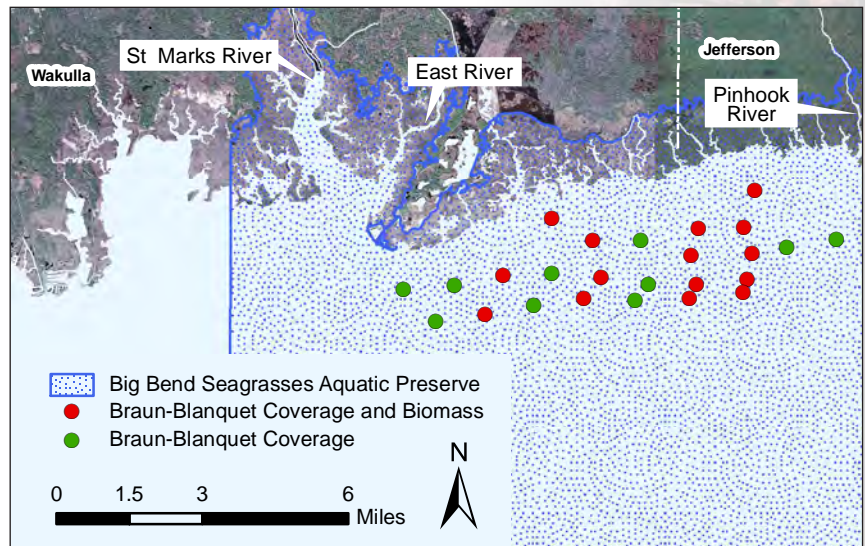 Jefferson
St Marks River
Wakulla
East River
Pinhook
River
Big Bend Seagrasses Aquatic Preserve
Braun-Blanquet Coverage and Biomass
Braun-Blanquet Coverage
N
0 1.5 3 6
Miles